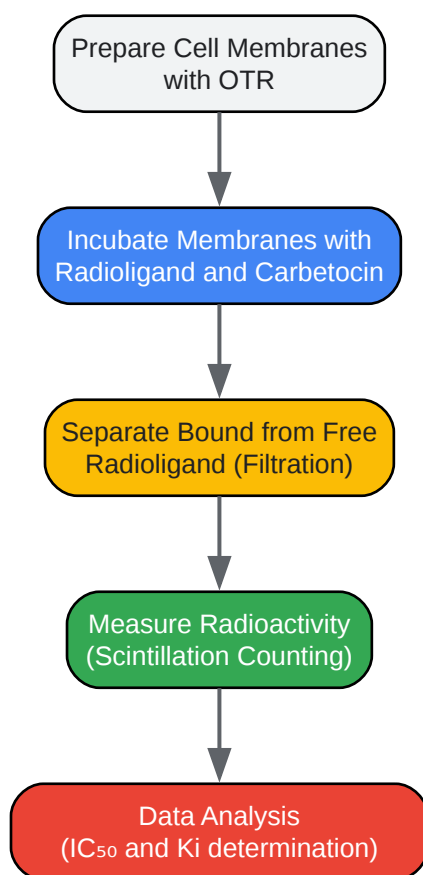 Prepare Cell Membranes
with OTR
Incubate Membranes with
Radioligand and Carbetocin
Separate Bound from Free
Radioligand (Filtration)
Measure Radioactivity
(Scintillation Counting)
Data Analysis
(IC₅₀ and Ki determination)